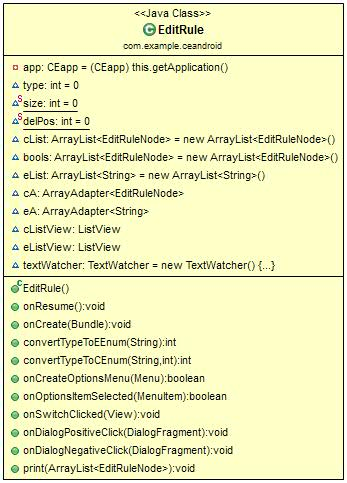 <<Java Class>>
EditRule
com.example.ceandroid
app: CEapp = (CEapp) this.getApplication()
type: int = 0
size: int = 0
delPos: int = 0
cList: ArrayList<EditRuleNode> = new ArrayList<EditRuleNode>()
bools: ArrayList<EditRuleNode> = new ArrayList<EditRuleNode>()
eList: ArrayList<String> = new ArrayList<String>()
cA: ArrayAdapter<EditRuleNode>
eA: ArrayAdapter<String>
cListView: ListView
eListView: ListView
textWatcher: TextWatcher = new TextWatcher() {...}
EditRule()
onResume():void
onCreate(Bundle):void
convertTypeToEEnum(String):int
convertTypeToCEnum(String,int):int
onCreateOptionsMenu(Menu):boolean
onOptionsItemSelected(MenuItem):boolean
onSwitchClicked(View):void
onDialogPositiveClick(DialogFragment):void
onDialogNegativeClick(DialogFragment):void
print(ArrayList<EditRuleNode>):void